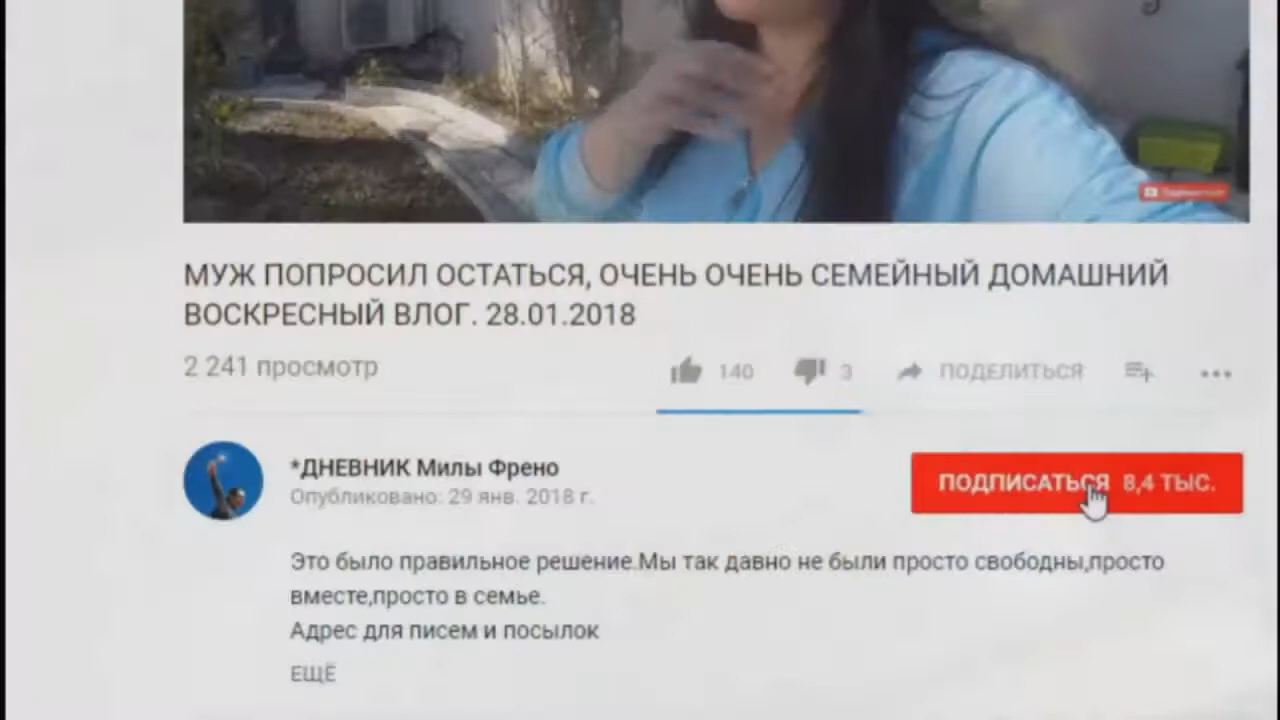 МУЖ ПОПРОСИЛ ОСТАТЬСЯ, ОЧЕНЬ ОЧЕНЬ СЕМЕЙНЫЙ ДОМАШНИЙ
ВОСКРЕСНЫЙ ВЛОГ. 28.01.2018
2 241 просмотр
140 3 ПОДЕЛИТЬСЯ
*ДНЕВНИК Милы Френо
Опубликовано: 29 янв. 2018 г.
ПОДПИСАТЬСЯ 8,4 ТЫС.
Это было правильное решение.Мы так давно не были просто свободны,просто
вместе,просто в семье.
Адрес для писем и посылок
ЕЩЁ